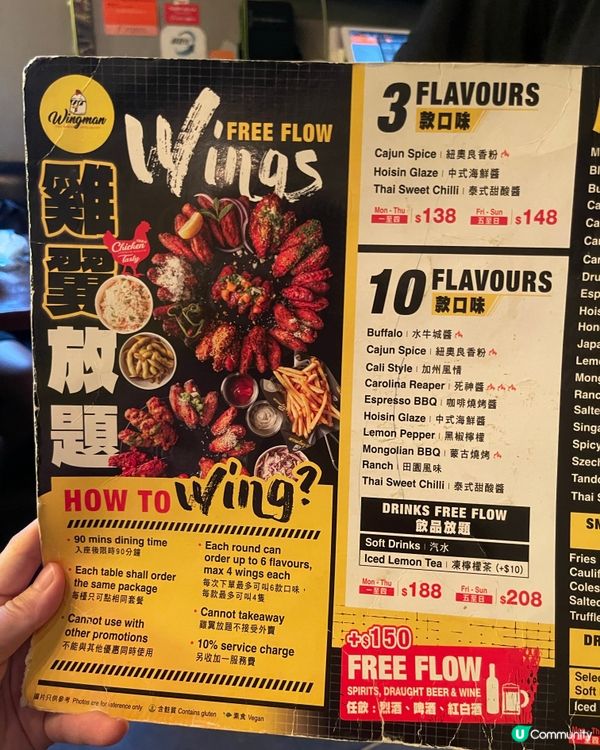 Wingman
雞翼放題
Wings
FREE FLOW
Chicken
Tasty
HOW TO Wing?
• 90 mins dining time
入座後限時90分鐘
• Each table shall order
the same package
每檯只可點相同套餐
• Cannot use with
other promotions
不能與其他優惠同時使用
• Each round can
order up to 6 flavours,
max 4 wings each
每次下單最多可叫6款口味，
每款最多可叫4隻
• Cannot takeaway
雞翼放題不接受外賣
• 10% service charge
另收加一服務費
圖片只供參考 Photos are for reference only
含麩質 Contains gluten
素食 Vegan
3 FLAVOURS
款口味
Cajun Spice | 紐奧良香粉
Hoisin Glaze | 中式海鮮醬
Thai Sweet Chilli | 泰式甜酸醬
Mon - Thu
一至四
$138
Fri - Sun
五至日
$148
10 FLAVOURS
款口味
Buffalo | 水牛城醬
Cajun Spice | 紐奧良香粉
Cali Style | 加州風情
Carolina Reaper | 死神醬
Espresso BBQ | 咖啡燒烤醬
Hoisin Glaze | 中式海鮮醬
Lemon Pepper | 黑椒檸檬
Mongolian BBQ | 蒙古燒烤
Ranch | 田園風味
Thai Sweet Chilli | 泰式甜酸醬
DRINKS FREE FLOW
飲品放題
Soft Drinks | 汽水
Iced Lemon Tea | 凍檸檬茶 (+$10)
Mon - Thu
一至四
$188
Fri - Sun
五至日
$208
+$150
FREE FLOW
SPIRITS, DRAUGHT BEER & WINE
任飲：烈酒、啤酒、紅白酒
Fries
Truffle
Soft
Iced
U Community